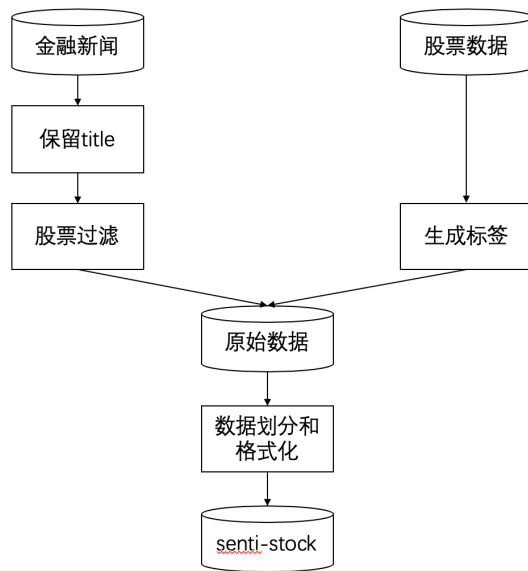 金融新闻
股票数据
保留title
股票过滤
生成标签
原始数据
数据划分和
格式化
senti-stock